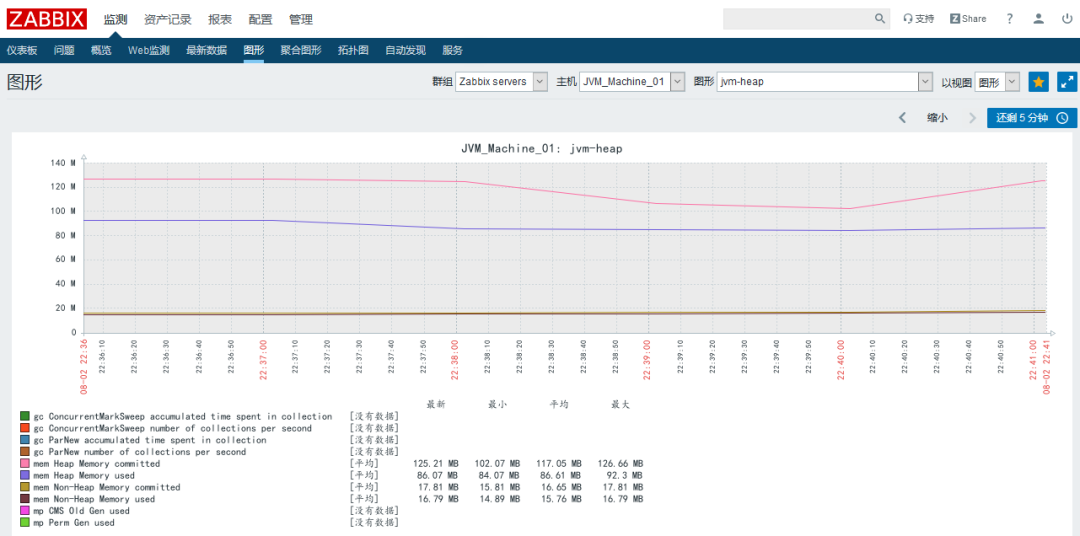 ZABBIX 监测 资产记录 报表 配置 管理 支持 Share ?
仪表板 问题 概览 Web监测 最新数据 图形 聚合图形 拓扑图 自动发现 服务
图形 群组 Zabbix servers 主机 JVM_Machine_01 图形 jvm-heap 以视图 图形
缩小 还剩5分钟
JVM_Machine_01: jvm-heap
140 M
120 M
100 M
80 M
60 M
40 M
20 M
0
08-02 22:36 22:36:10 22:36:20 22:36:30 22:36:40 22:36:50 22:37:00 22:37:10 22:37:20 22:37:30 22:37:40 22:37:50 22:38:00 22:38:10 22:38:20 22:38:30 22:38:40 22:38:50 22:39:00 22:39:10 22:39:20 22:39:30 22:39:40 22:39:50 22:40:00 22:40:10 22:40:20 22:40:30 22:40:40 22:40:50 22:41:00 08-02 22:41
最新 最小 平均 最大
gc ConcurrentMarkSweep accumulated time spent in collection [没有数据]
gc ConcurrentMarkSweep number of collections per second [没有数据]
gc ParNew accumulated time spent in collection [没有数据]
gc ParNew number of collections per second [没有数据]
mem Heap Memory committed [平均] 125.21 MB 102.07 MB 117.05 MB 126.66 MB
mem Heap Memory used [平均] 86.07 MB 84.07 MB 86.61 MB 92.3 MB
mem Non-Heap Memory committed [平均] 17.81 MB 15.81 MB 16.65 MB 17.81 MB
mem Non-Heap Memory used [平均] 16.79 MB 14.89 MB 15.76 MB 16.79 MB
mp CMS Old Gen used [没有数据]
mp Perm Gen used [没有数据]